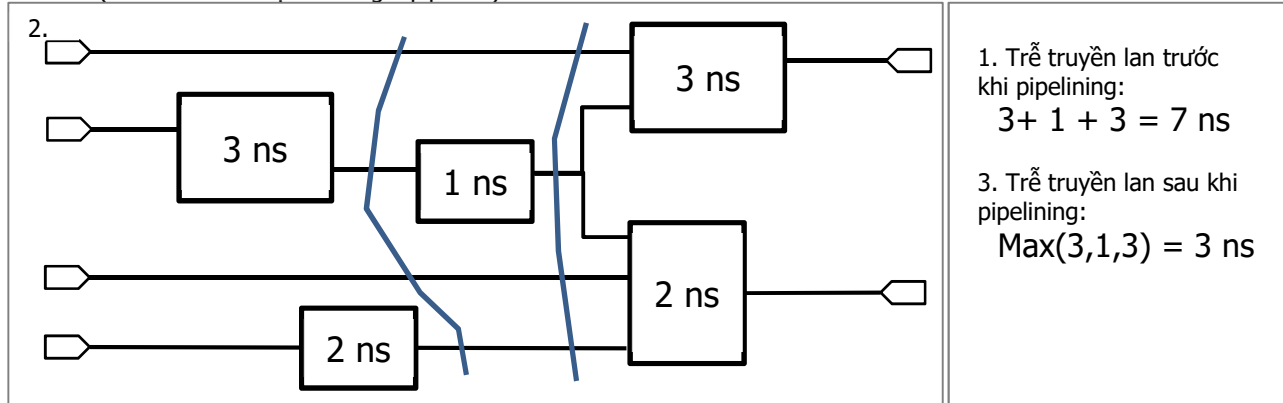 2.
3 ns
3 ns
1 ns
2 ns
2 ns
1. Trễ truyền lan trước
khi pipelining:
3+ 1 + 3 = 7 ns
3. Trễ truyền lan sau khi
pipelining:
Max(3,1,3) = 3 ns